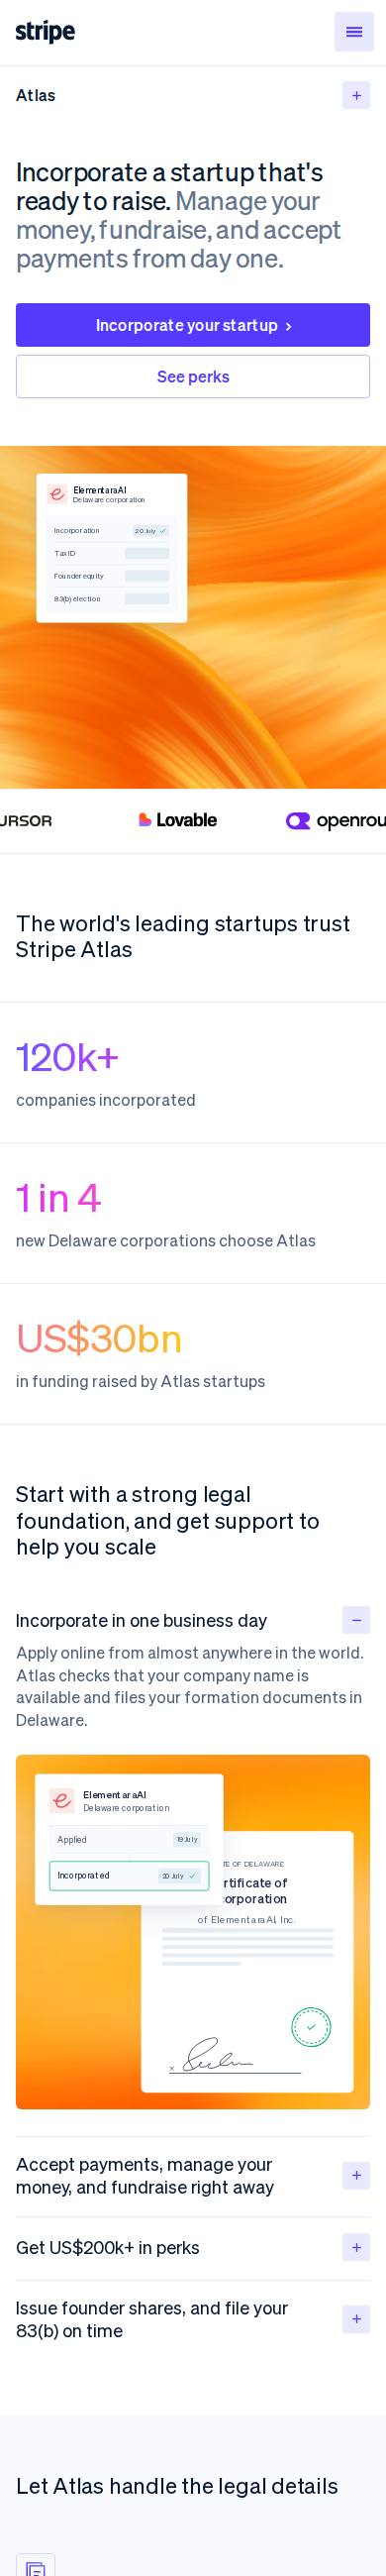 stripe
Atlas
Incorporate a startup that's
ready to raise. Manage your
money, fundraise, and accept
payments from day one.
Incorporate your startup
See perks
ElementaraAI
Delaware corporation
Incorporation
20 July
Tax ID
Founder equity
83(b) election
URSOR
Lovable
openrou
The world's leading startups trust
Stripe Atlas
120k+
companies incorporated
1 in 4
new Delaware corporations choose Atlas
US$30bn
in funding raised by Atlas startups
Start with a strong legal
foundation, and get support to
help you scale
Incorporate in one business day
Apply online from almost anywhere in the world.
Atlas checks that your company name is
available and files your formation documents in
Delaware.
ElementaraAI
Delaware corporation
Applied
19 July
Incorporated
20 July
TE OF DELAWARE
rtificate of
corporation
of ElementaraAI, Inc.
Accept payments, manage your
money, and fundraise right away
Get US$200k+ in perks
Issue founder shares, and file your
83(b) on time
Let Atlas handle the legal details